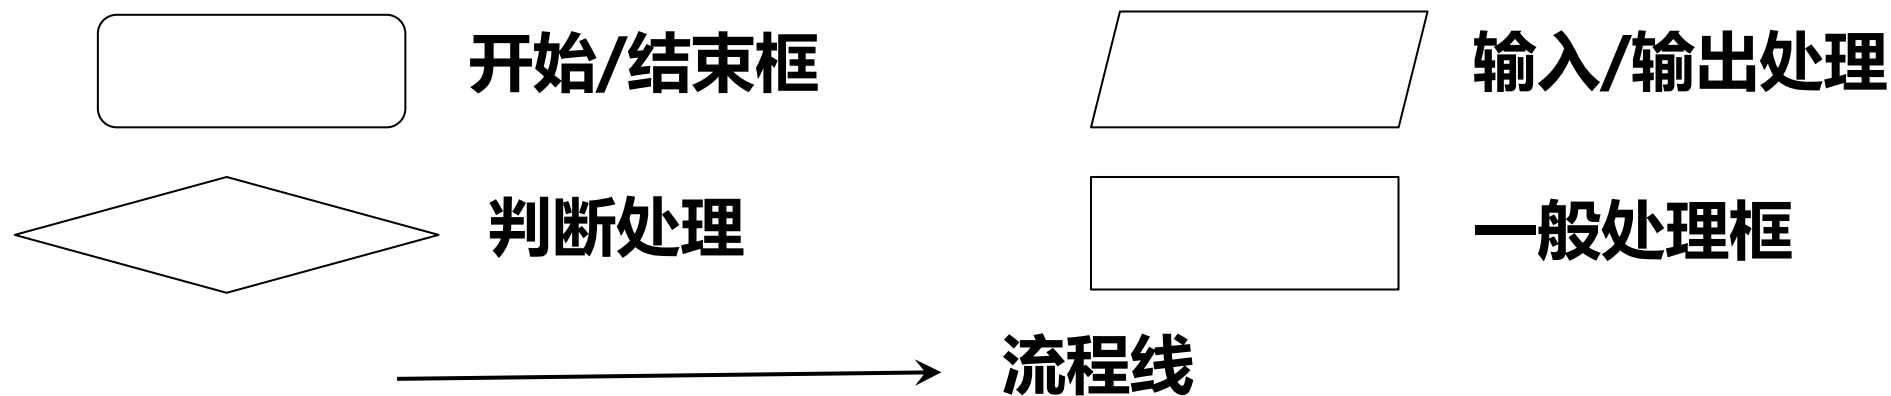 开始/结束框
输入/输出处理
判断处理
一般处理框
流程线